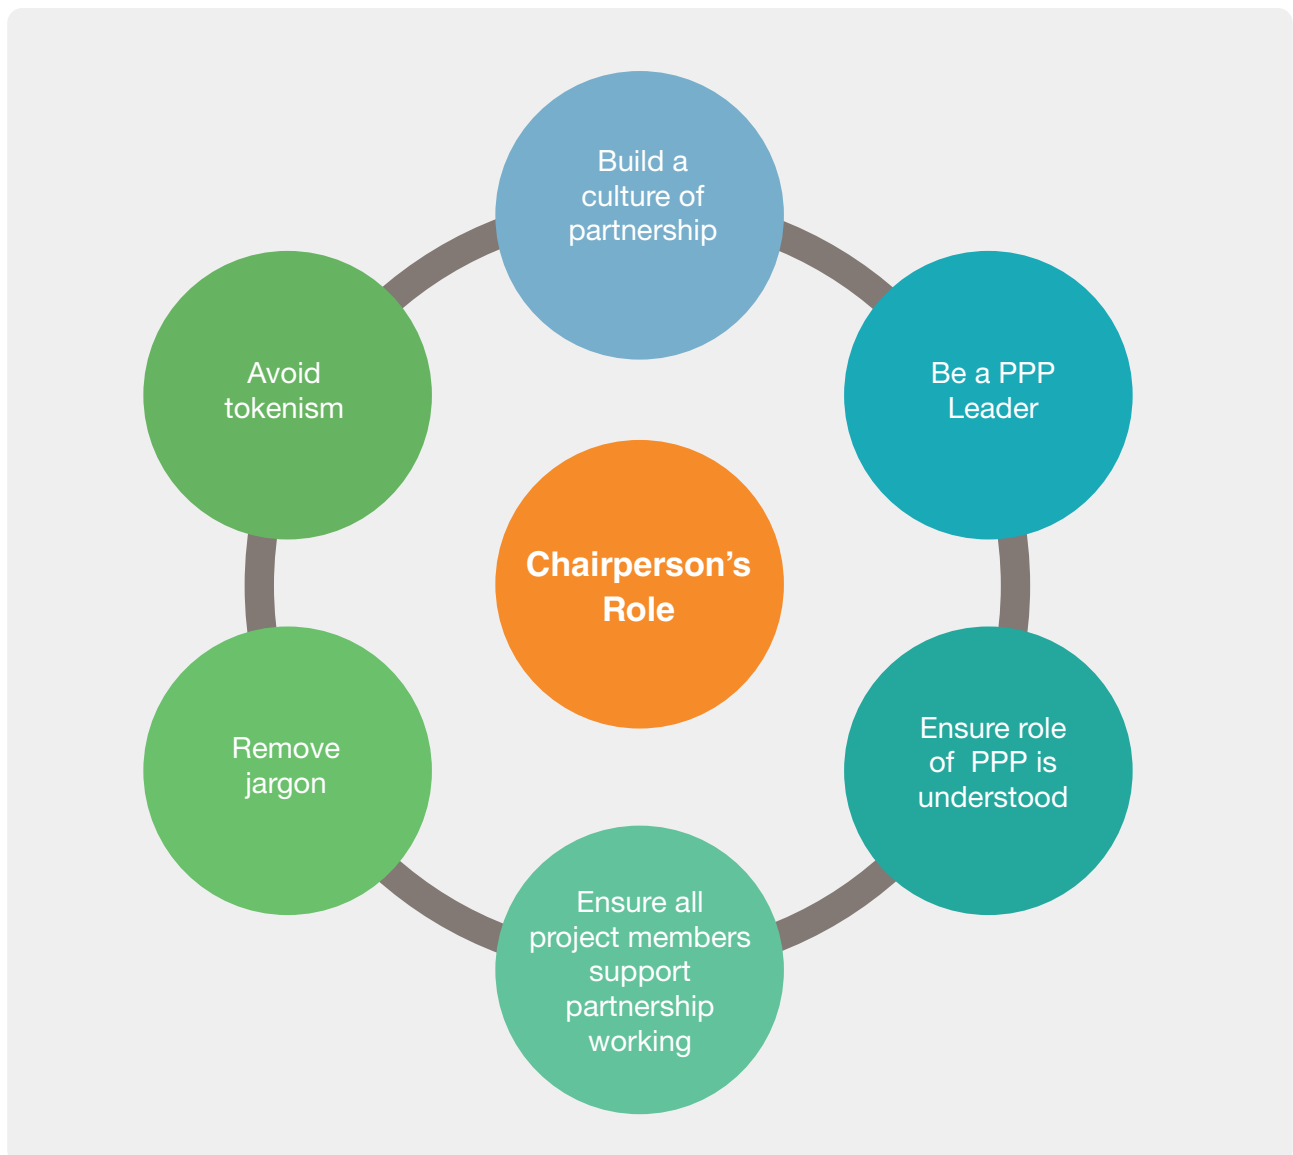 Build a
culture of
partnership
Be a PPP
Leader
Ensure role
of  PPP is
understood
Ensure all
project members
support
partnership
working
Remove
jargon
Avoid
tokenism
Chairperson’s
Role